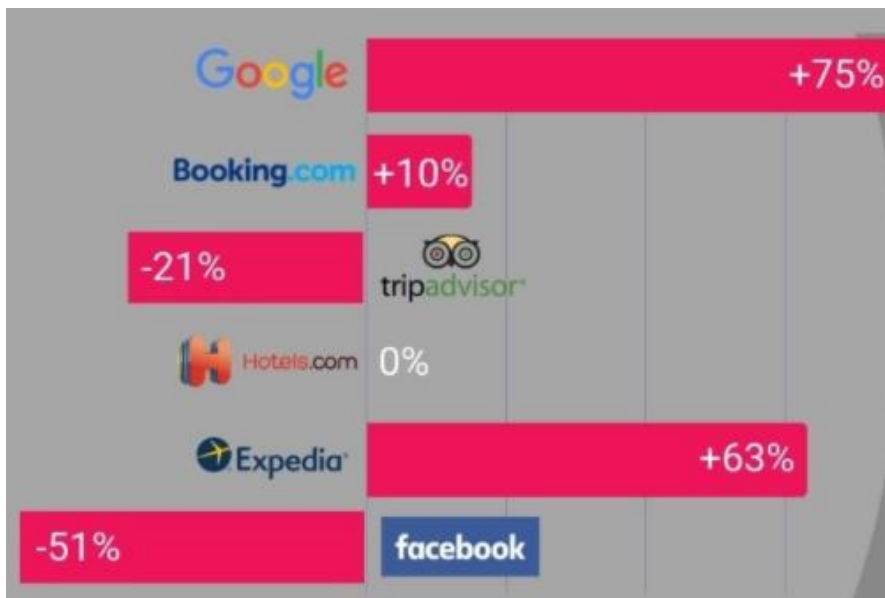 Google +75%
Booking.com +10%
-21% tripadvisor®
Hotels.com 0%
Expedia® +63%
-51% facebook